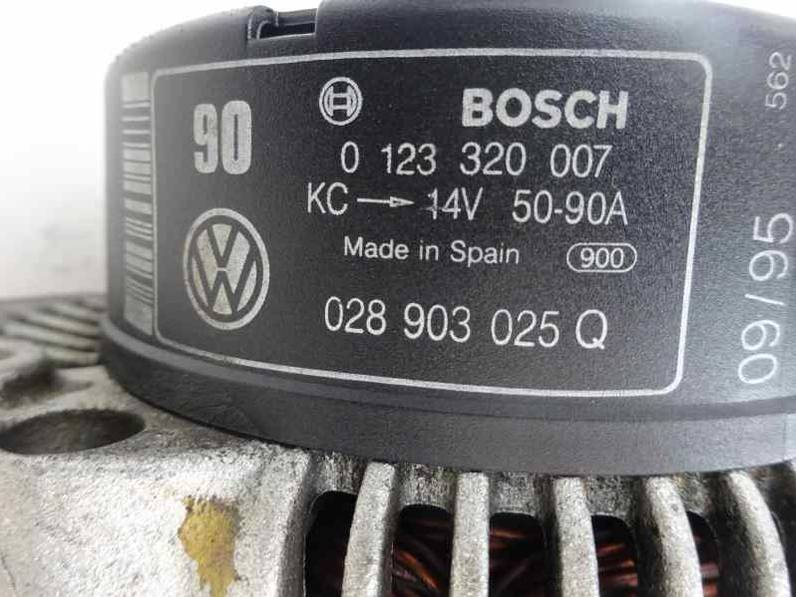 90
BOSCH
0 123 320 007
KC → 14V 50-90A
Made in Spain 900
028 903 025 Q
09/95
562